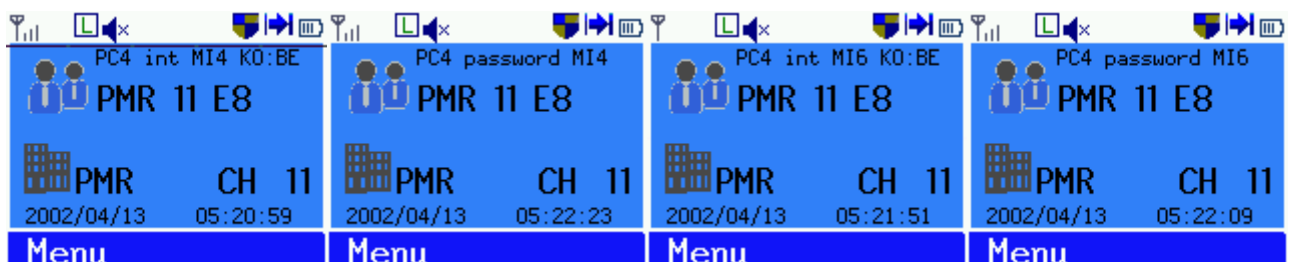 L
PC4 int MI4 K0:BE
PMR 11 E8
PMR CH 11
2002/04/13 05:20:59
Menu
L
PC4 password MI4
PMR 11 E8
PMR CH 11
2002/04/13 05:22:23
Menu
L
PC4 int MI6 K0:BE
PMR 11 E8
PMR CH 11
2002/04/13 05:21:51
Menu
L
PC4 password MI6
PMR 11 E8
PMR CH 11
2002/04/13 05:22:09
Menu